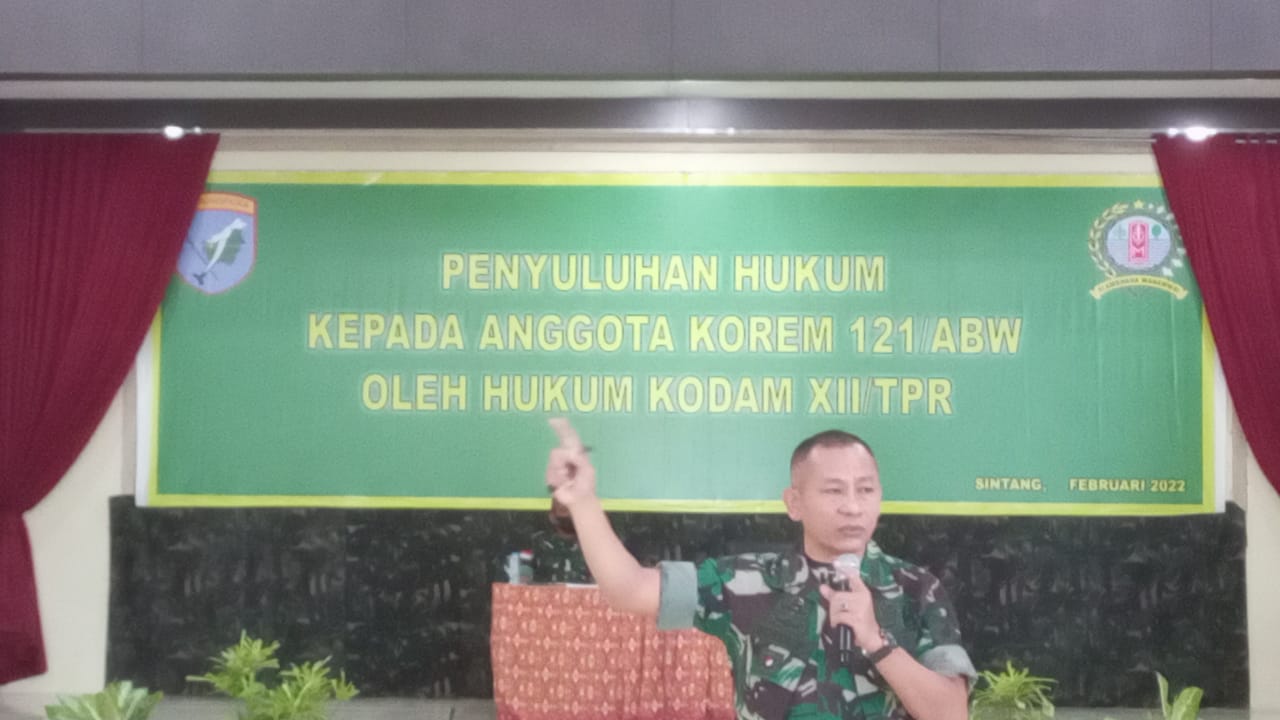 PENYULUHAN HUKUM
KEPADA ANGGOTA KOREM 121/ABW
OLEH HUKUM KODAM XII/TPR
SINTANG, FEBRUARI 2022